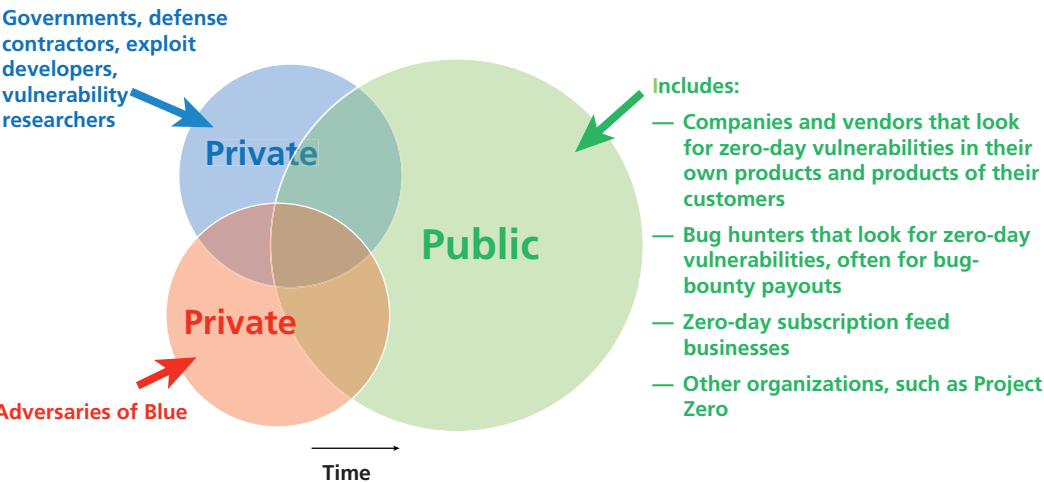 Governments, defense
contractors, exploit
developers,
vulnerability
researchers
Private
Private
Adversaries of Blue
Public
Time
Includes:
— Companies and vendors that look
for zero-day vulnerabilities in their
own products and products of their
customers
— Bug hunters that look for zero-day
vulnerabilities, often for bug-
bounty payouts
— Zero-day subscription feed
businesses
— Other organizations, such as Project
Zero